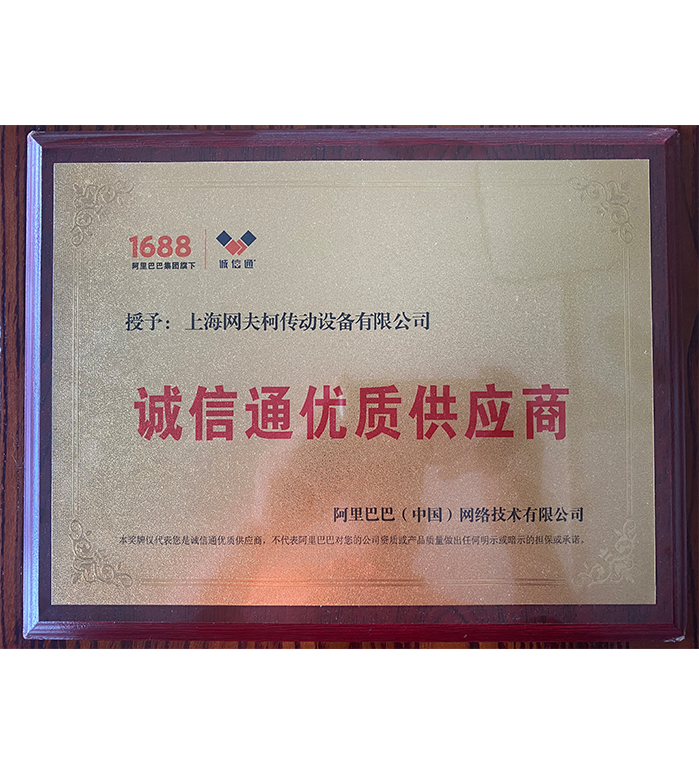 1688
阿里巴巴集团旗下
诚信通
授予：上海网夫柯传动设备有限公司
诚信通优质供应商
阿里巴巴（中国）网络技术有限公司
本奖牌仅代表您是诚信通优质供应商，不代表阿里巴巴对您的公司资质或产品质量做出任何明示或暗示的担保或承诺。